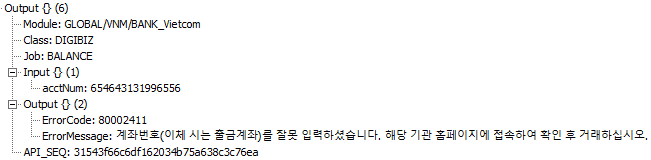 Output {} (6)
Module: GLOBAL/VNM/BANK_Vietcom
Class: DIGIBIZ
Job: BALANCE
Input {} (1)
acctNum: 654643131996556
Output {} (2)
ErrorCode: 80002411
ErrorMessage: 계좌번호(이체 시는 출금계좌)를 잘못 입력하셨습니다. 해당 기관 홈페이지에 접속하여 확인 후 거래하십시오.
API_SEQ: 31543f66c6df162034b75a638c3c76ea